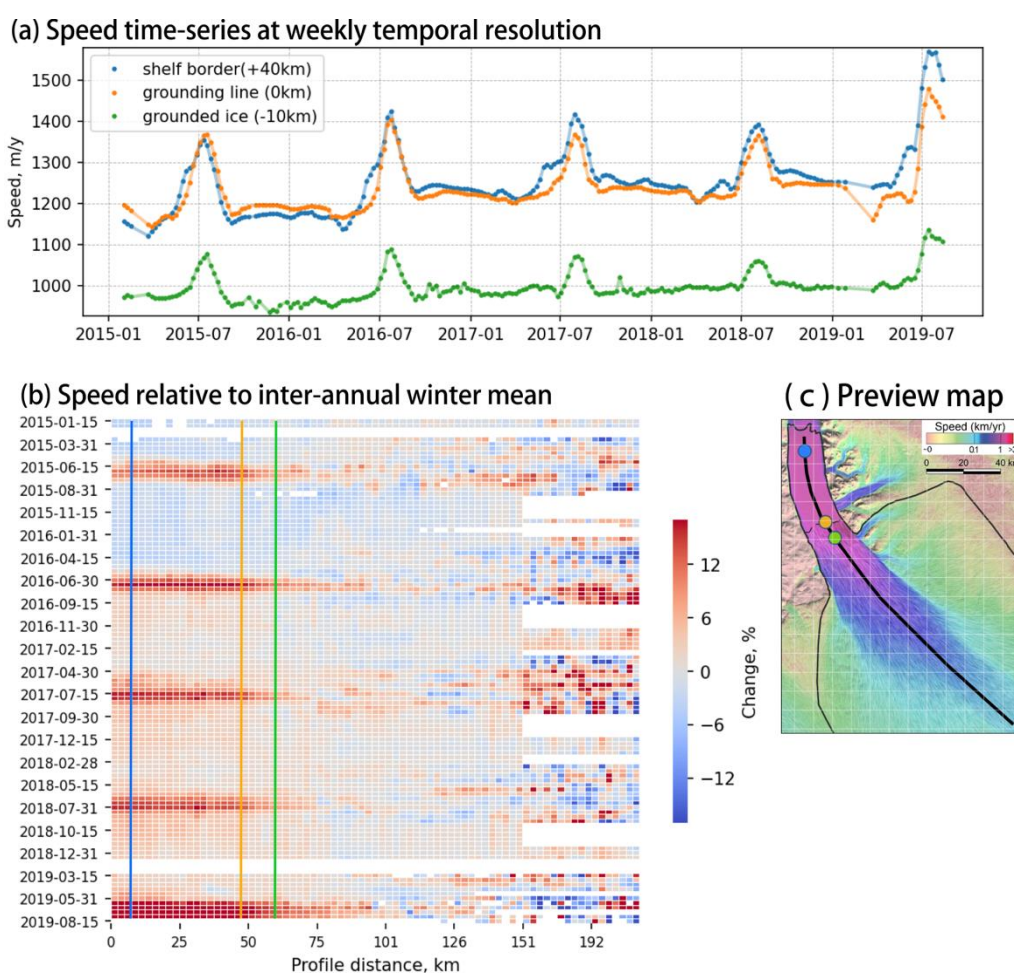 (a) Speed time-series at weekly temporal resolution
shelf border(+40km)
grounding line (0km)
grounded ice (-10km)
Speed, m/y
1500
1400
1300
1200
1100
1000
2015-01 2015-07 2016-01 2016-07 2017-01 2017-07 2018-01 2018-07 2019-01 2019-07
(b) Speed relative to inter-annual winter mean
2015-01-15
2015-03-31
2015-06-15
2015-08-31
2015-11-15
2016-01-31
2016-04-15
2016-06-30
2016-09-15
2016-11-30
2017-02-15
2017-04-30
2017-07-15
2017-09-30
2017-12-15
2018-02-28
2018-05-15
2018-07-31
2018-10-15
2018-12-31
2019-03-15
2019-05-31
2019-08-15
0 25 50 75 101 126 151 192
Profile distance, km
12
6
0
−6
−12
Change, %
(c) Preview map
Speed (km/yr)
0 20 40 km